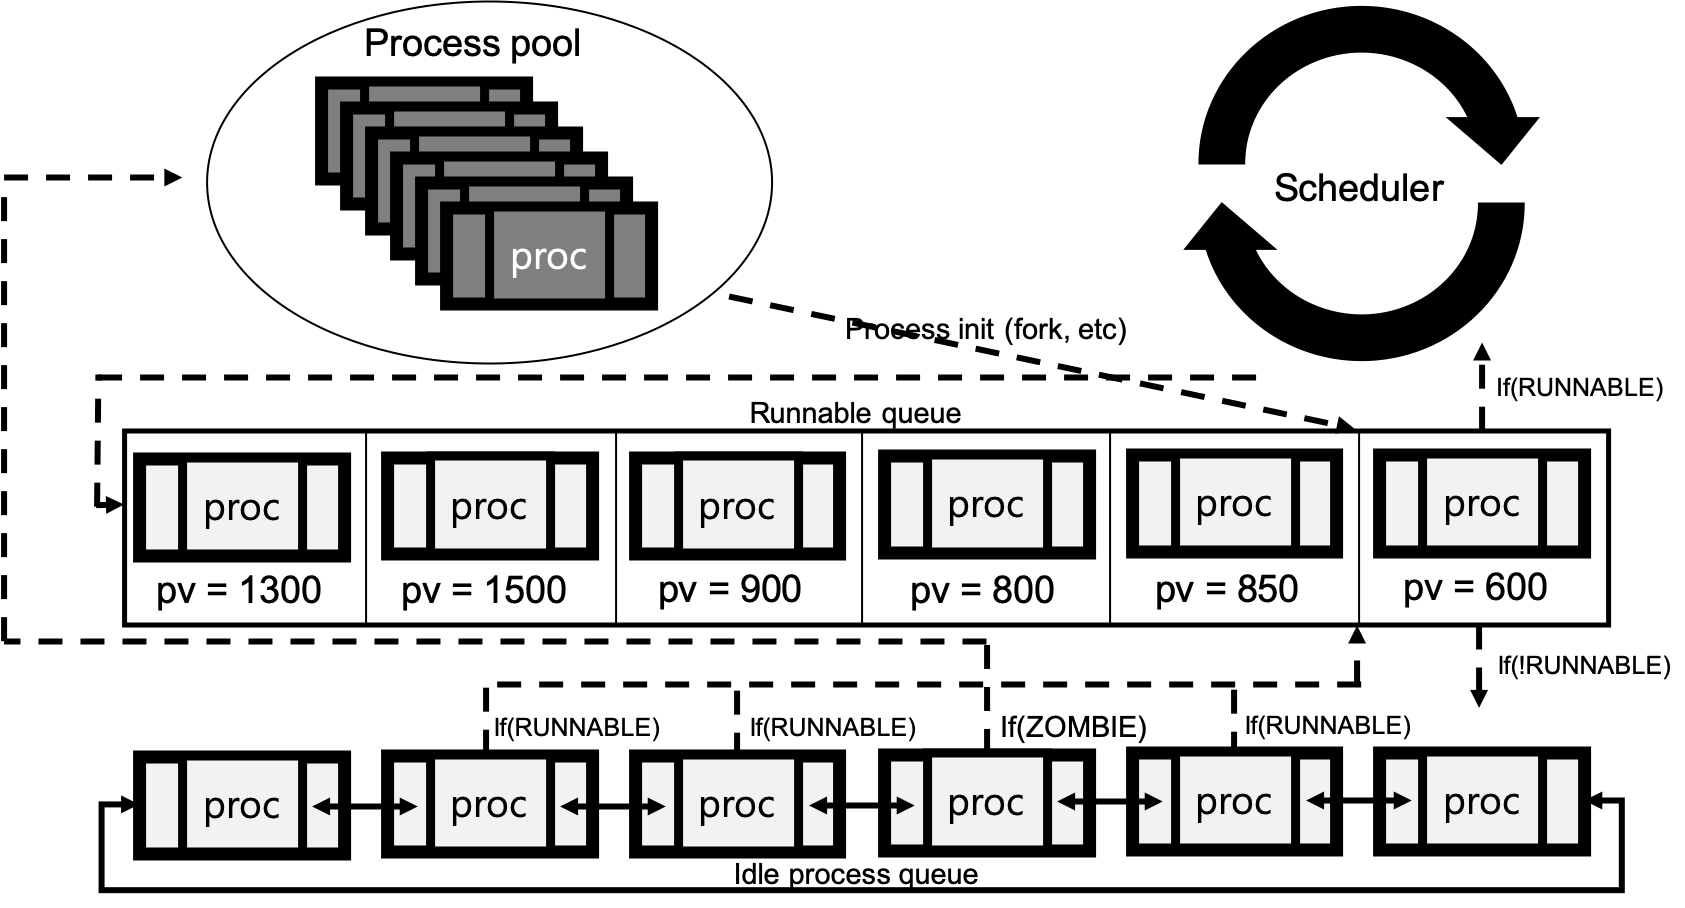 Process pool
proc
Scheduler
Process init (fork, etc)
If(RUNNABLE)
Runnable queue
proc
proc
proc
proc
proc
proc
pv = 1300
pv = 1500
pv = 900
pv = 800
pv = 850
pv = 600
If(!RUNNABLE)
If(RUNNABLE)
If(RUNNABLE)
If(ZOMBIE)
If(RUNNABLE)
proc
proc
proc
proc
proc
proc
Idle process queue